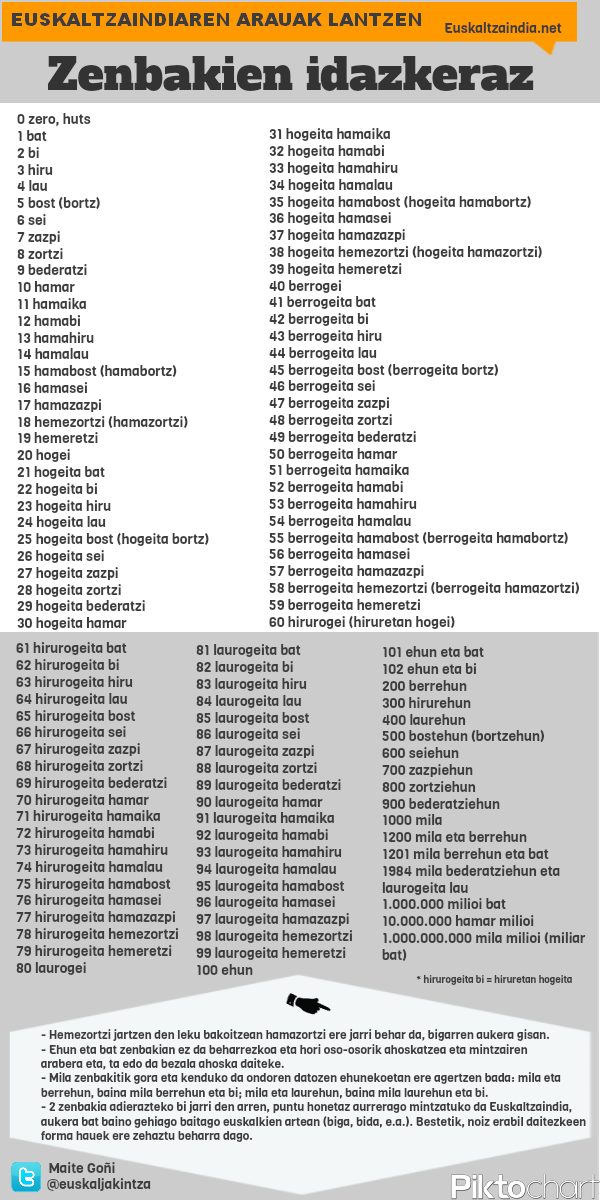 EUSKALTZAINDIAREN ARAUAK LANTZEN
Euskaltzaindia.net
Zenbakien idazkeraz
0 zero, huts
1 bat
2 bi
3 hiru
4 lau
5 bost (bortz)
6 sei
7 zazpi
8 zortzi
9 bederatzi
10 hamar
11 hamaika
12 hamabi
13 hamahiru
14 hamalau
15 hamabost (hamabortz)
16 hamasei
17 hamazazpi
18 hemezortzi (hamazortzi)
19 hemeretzi
20 hogei
21 hogeita bat
22 hogeita bi
23 hogeita hiru
24 hogeita lau
25 hogeita bost (hogeita bortz)
26 hogeita sei
27 hogeita zazpi
28 hogeita zortzi
29 hogeita bederatzi
30 hogeita hamar
31 hogeita hamaika
32 hogeita hamabi
33 hogeita hamahiru
34 hogeita hamalau
35 hogeita hamabost (hogeita hamabortz)
36 hogeita hamasei
37 hogeita hamazazpi
38 hogeita hemezortzi (hogeita hamazortzi)
39 hogeita hemeretzi
40 berrogei
41 berrogeita bat
42 berrogeita bi
43 berrogeita hiru
44 berrogeita lau
45 berrogeita bost (berrogeita bortz)
46 berrogeita sei
47 berrogeita zazpi
48 berrogeita zortzi
49 berrogeita bederatzi
50 berrogeita hamar
51 berrogeita hamaika
52 berrogeita hamabi
53 berrogeita hamahiru
54 berrogeita hamalau
55 berrogeita hamabost (berrogeita hamabortz)
56 berrogeita hamasei
57 berrogeita hamazazpi
58 berrogeita hemezortzi (berrogeita hamazortzi)
59 berrogeita hemeretzi
60 hirurogei (hiruretan hogei)
61 hirurogeita bat
62 hirurogeita bi
63 hirurogeita hiru
64 hirurogeita lau
65 hirurogeita bost
66 hirurogeita sei
67 hirurogeita zazpi
68 hirurogeita zortzi
69 hirurogeita bederatzi
70 hirurogeita hamar
71 hirurogeita hamaika
72 hirurogeita hamabi
73 hirurogeita hamahiru
74 hirurogeita hamalau
75 hirurogeita hamabost
76 hirurogeita hamasei
77 hirurogeita hamazazpi
78 hirurogeita hemezortzi
79 hirurogeita hemeretzi
80 laurogei
81 laurogeita bat
82 laurogeita bi
83 laurogeita hiru
84 laurogeita lau
85 laurogeita bost
86 laurogeita sei
87 laurogeita zazpi
88 laurogeita zortzi
89 laurogeita bederatzi
90 laurogeita hamar
91 laurogeita hamaika
92 laurogeita hamabi
93 laurogeita hamahiru
94 laurogeita hamalau
95 laurogeita hamabost
96 laurogeita hamasei
97 laurogeita hamazazpi
98 laurogeita hemezortzi
99 laurogeita hemeretzi
100 ehun
101 ehun eta bat
102 ehun eta bi
200 berrehun
300 hirurehun
400 laurehun
500 bostehun (bortzehun)
600 seiehun
700 zazpiehun
800 zortziehun
900 bederatziehun
1000 mila
1200 mila eta berrehun
1201 mila berrehun eta bat
1984 mila bederatziehun eta
laurogeita lau
1.000.000 milioi bat
10.000.000 hamar milioi
1.000.000.000 mila milioi (miliar
bat)
* hirurogeita bi = hiruretan hogeita
- Hemezortzi jartzen den leku bakoitzean hamazortzi ere jarri behar da, bigarren aukera gisan.
- Ehun eta bat zenbakian ez da beharrezkoa eta hori oso-osorik ahoskatzea eta mintzairen
arabera eta, ta edo da bezala ahoska daiteke.
- Mila zenbakitik gora eta kenduko da ondoren datozen ehunekoetan ere agertzen bada: mila eta
berrehun, baina mila berrehun eta bi; mila eta laurehun, baina mila laurehun eta bi.
- 2 zenbakia adierazteko bi jarri den arren, puntu honetaz aurrerago mintzatuko da Euskaltzaindia,
aukera bat baino gehiago baitago euskalkien artean (biga, bida, e.a.). Bestetik, noiz erabil daitezkeen
forma hauek ere zehaztu beharra dago.
Maite Goñi
@euskaljakintza
Piktochart